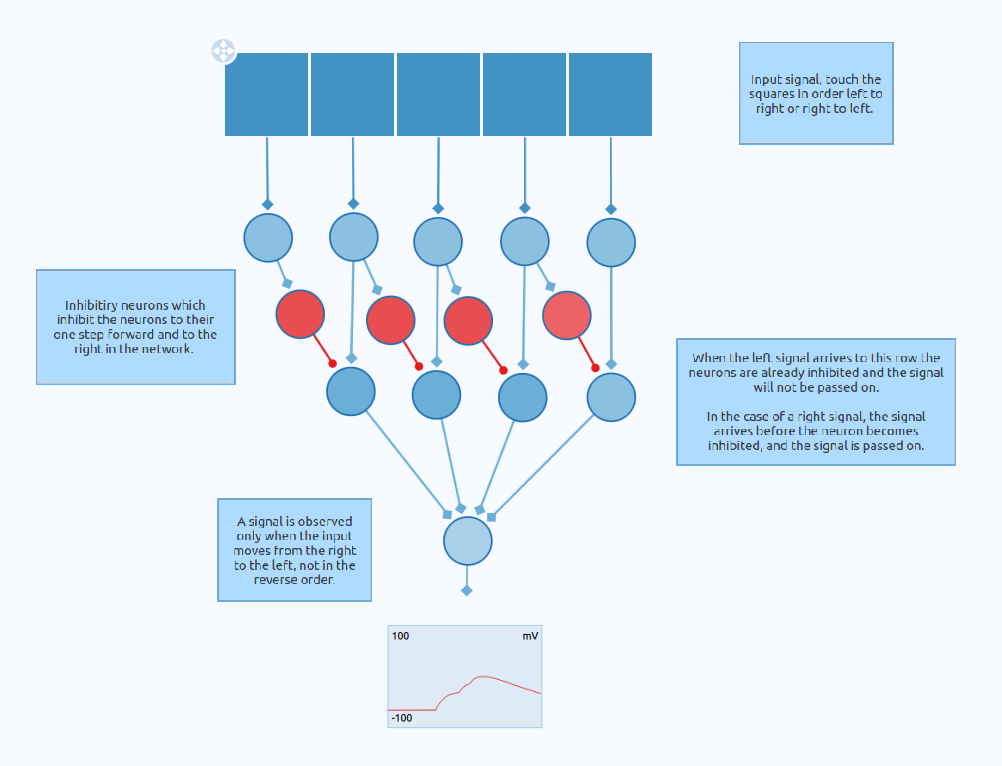 Input signal, touch the
squares in order left to
right or right to left.
Inhibitiry neurons which
inhibit the neurons to their
one step forward and to the
right in the network.
When the left signal arrives to this row the
neurons are already inhibited and the signal
will not be passed on.
In the case of a right signal, the signal
arrives before the neuron becomes
inhibited, and the signal is passed on.
A signal is observed
only when the input
moves from the right
to the left, not in the
reverse order.
100 mV
-100